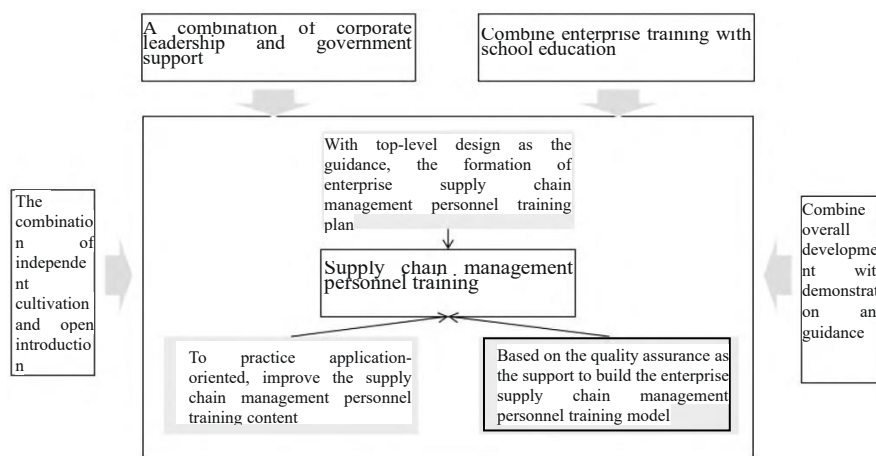 A combination of corporate
leadership and government
support
Combine enterprise training with
school education
With top-level design as the
guidance, the formation of
enterprise supply chain
management personnel training
plan
The
combinatio
n of
independe
nt
cultivation
and open
introductio
n
Combine
overall
developme
nt wit
demonstrat
on an
guidance
Supply chain management
personnel training
To practice application-
oriented, improve the supply
chain management personnel
training content
Based on the quality assurance as
the support to build the enterprise
supply chain management
personnel training model